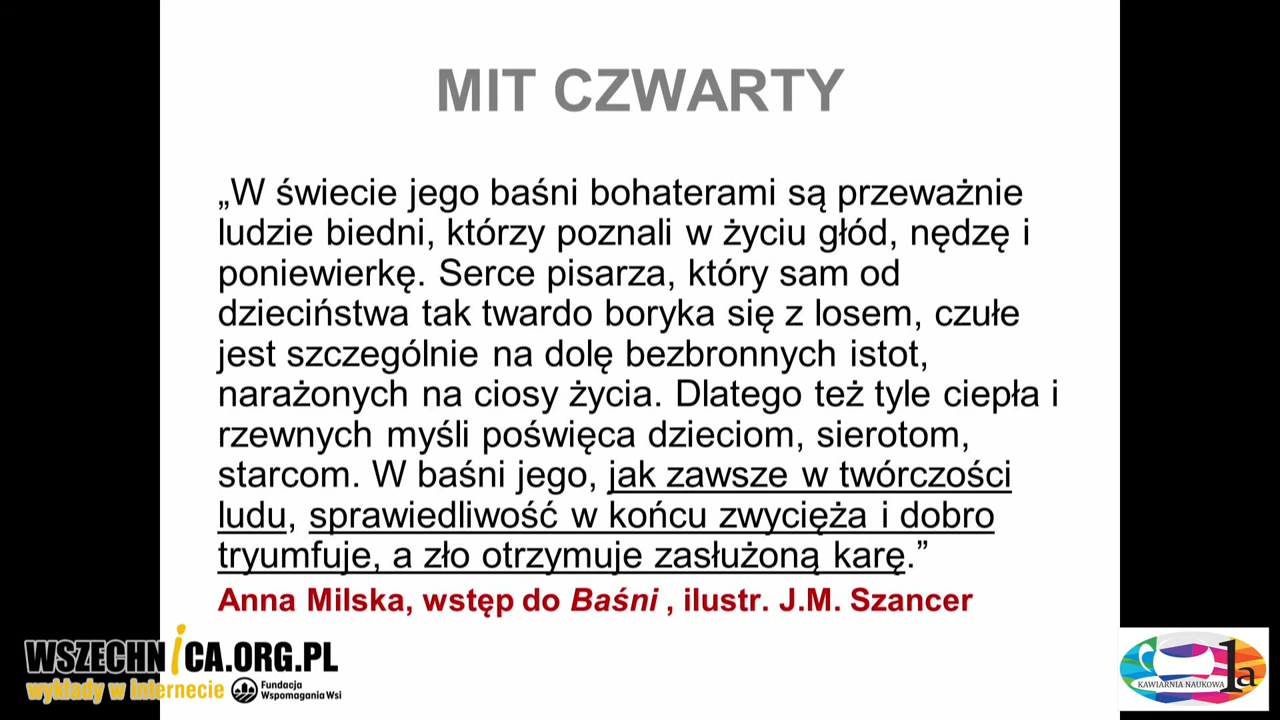 MIT CZWARTY
„W świecie jego baśni bohaterami są przeważnie
ludzie biedni, którzy poznali w życiu głód, nędzę i
poniewierkę. Serce pisarza, który sam od
dzieciństwa tak twardo boryka się z losem, czułe
jest szczególnie na dolę bezbronnych istot,
narażonych na ciosy życia. Dlatego też tyle ciepła i
rzewnych myśli poświęca dzieciom, sierotom,
starcom. W baśni jego, jak zawsze w twórczości
ludu, sprawiedliwość w końcu zwycięża i dobro
tryumfuje, a zło otrzymuje zasłużoną karę.”
Anna Milska, wstęp do Baśni , ilustr. J.M. Szancer
WSZECHNiCA.ORG.PL
wykłady w Internecie
Fundacja
Wspomagania Wsi
KAWIARNIA NAUKOWA 1a